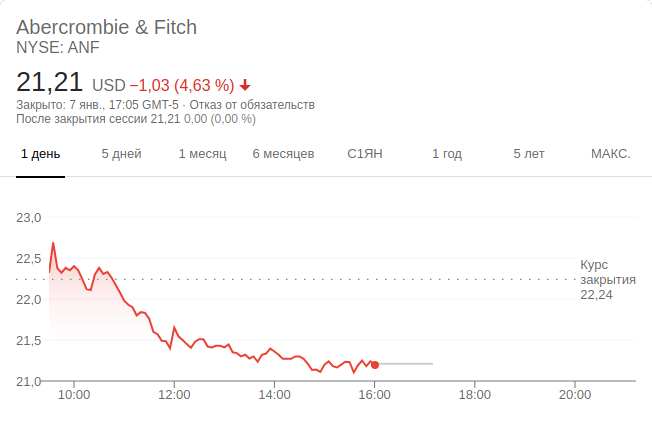 Abercrombie & Fitch
NYSE: ANF
21,21 USD −1,03 (4,63 %)
Закрыто: 7 янв., 17:05 GMT-5 · Отказ от обязательств
После закрытия сессии 21,21 0,00 (0,00 %)
1 день 5 дней 1 месяц 6 месяцев С1ЯН 1 год 5 лет МАКС.
23,0
22,5
Курс
закрытия
22,24
22,0
21,5
21,0
10:00 12:00 14:00 16:00 18:00 20:00